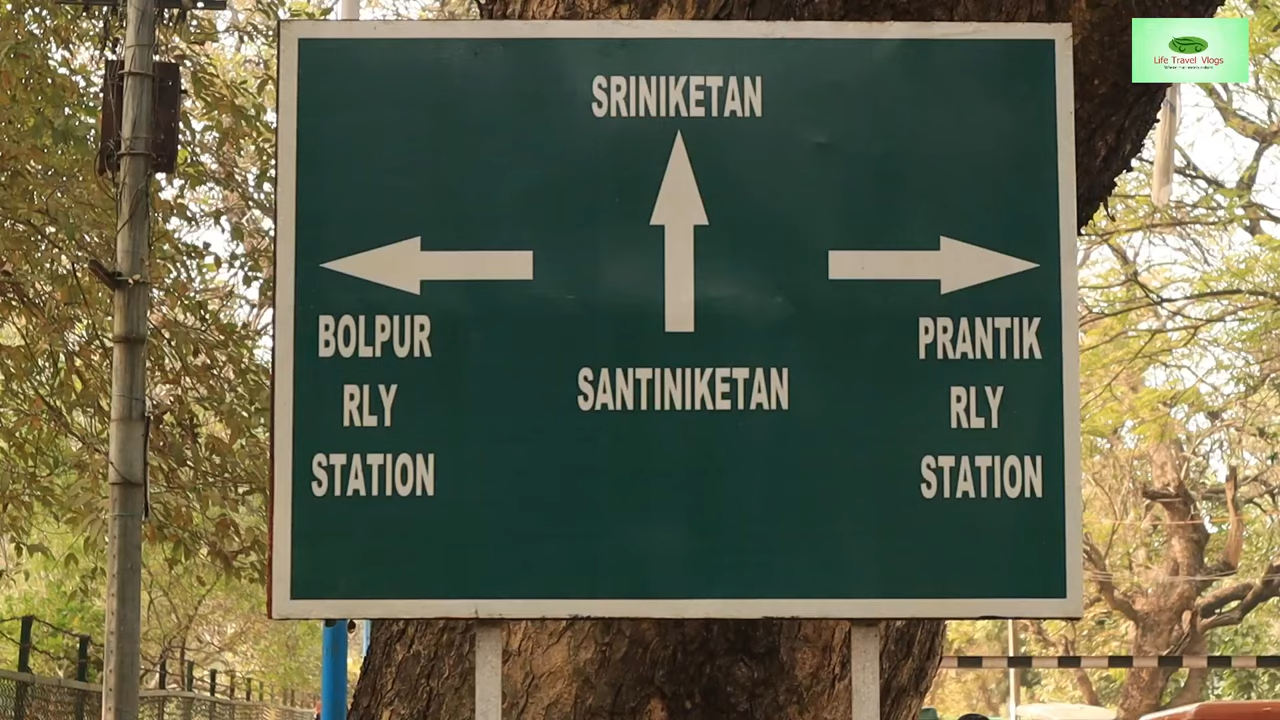 Life Travel Vlogs
SRINIKETAN
BOLPUR
RLY
STATION
SANTINIKETAN
PRANTIK
RLY
STATION